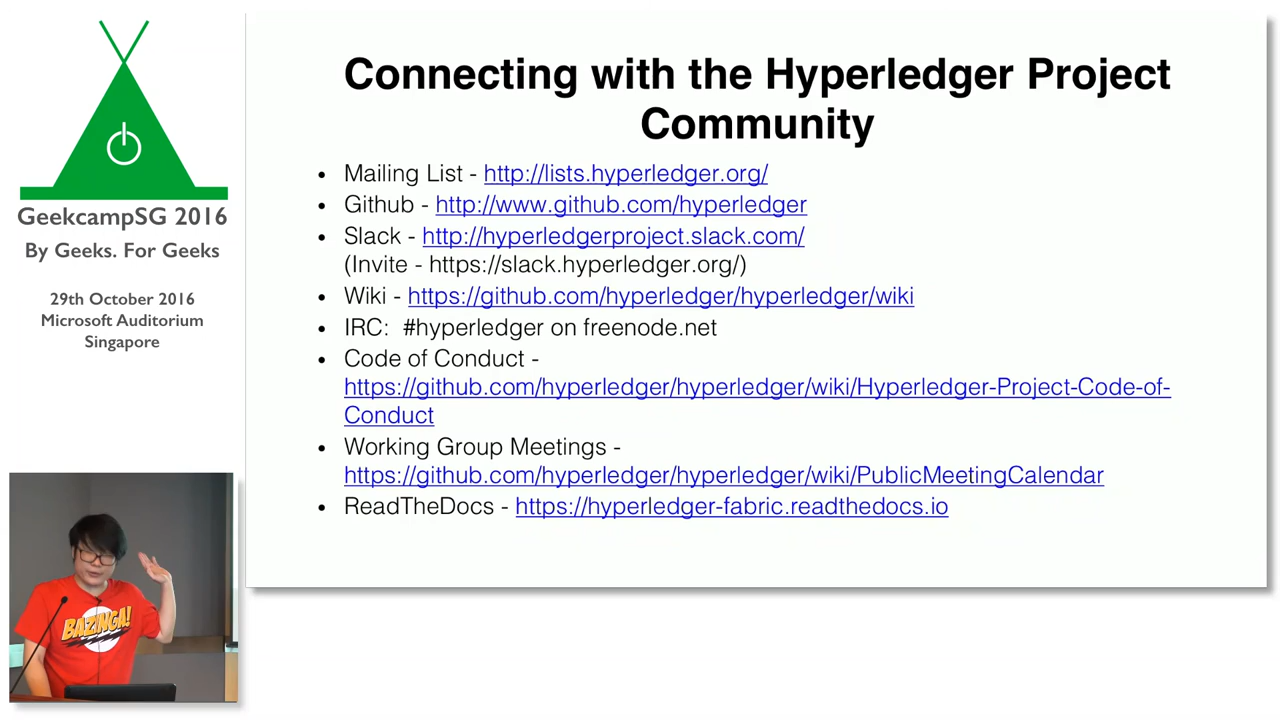 GeekcampSG 2016
By Geeks. For Geeks
29th October 2016
Microsoft Auditorium
Singapore
Connecting with the Hyperledger Project
Community
• Mailing List - http://lists.hyperledger.org/
• Github - http://www.github.com/hyperledger
• Slack - http://hyperledgerproject.slack.com/
(Invite - https://slack.hyperledger.org/)
• Wiki - https://github.com/hyperledger/hyperledger/wiki
• IRC: #hyperledger on freenode.net
• Code of Conduct -
https://github.com/hyperledger/hyperledger/wiki/Hyperledger-Project-Code-of-
Conduct
• Working Group Meetings -
https://github.com/hyperledger/hyperledger/wiki/PublicMeetingCalendar
• ReadTheDocs - https://hyperledger-fabric.readthedocs.io
BAZINGA!